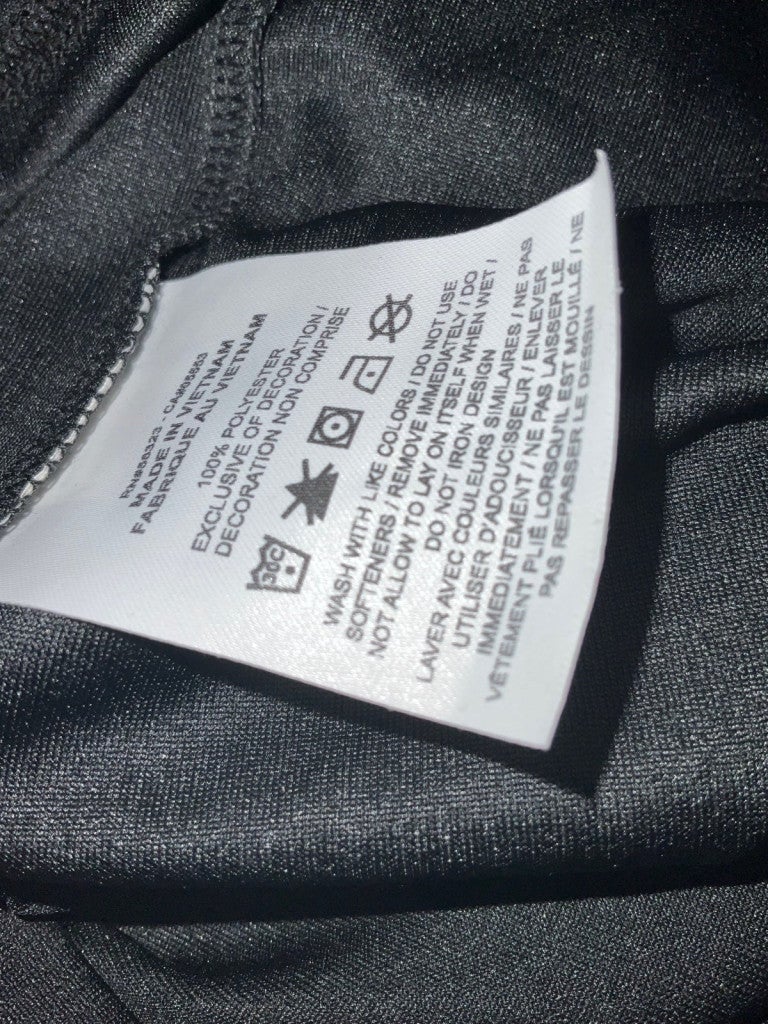 MADE IN VIETNAM
FABRIQUE AU VIETNAM
100% POLYESTER
EXCLUSIVE OF DECORATION /
DECORATION NON COMPRISE
30C
WASH WITH LIKE COLORS / DO NOT USE
SOFTENERS / REMOVE IMMEDIATELY / DO
NOT ALLOW TO LAY ON ITSELF WHEN WET /
DO NOT IRON DESIGN
LAVER AVEC COULEURS SIMILAIRES / NE PAS
UTILISER D'ADOUCISSEUR / ENLEVER
IMMEDIATEMENT / NE PAS LAISSER LE
VÊTEMENT PLIÉ LORSQU'IL EST MOUILLÉ / NE
PAS REPASSER LE DESSIN